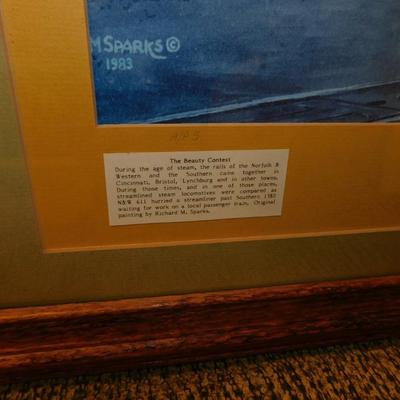 M SPARKS ©
1983
The Beauty Contest
During the age of steam, the rails of the Norfolk &
Western and the Southern came together in
Cincinnati, Bristol, Lynchburg and in other towns.
During those times, and in one of those places,
streamlined steam locomotives were compared as
N&W 611 hurried a streamliner past Southern 1380
waiting for work on a local passenger train. Original
painting by Richard M. Sparks.